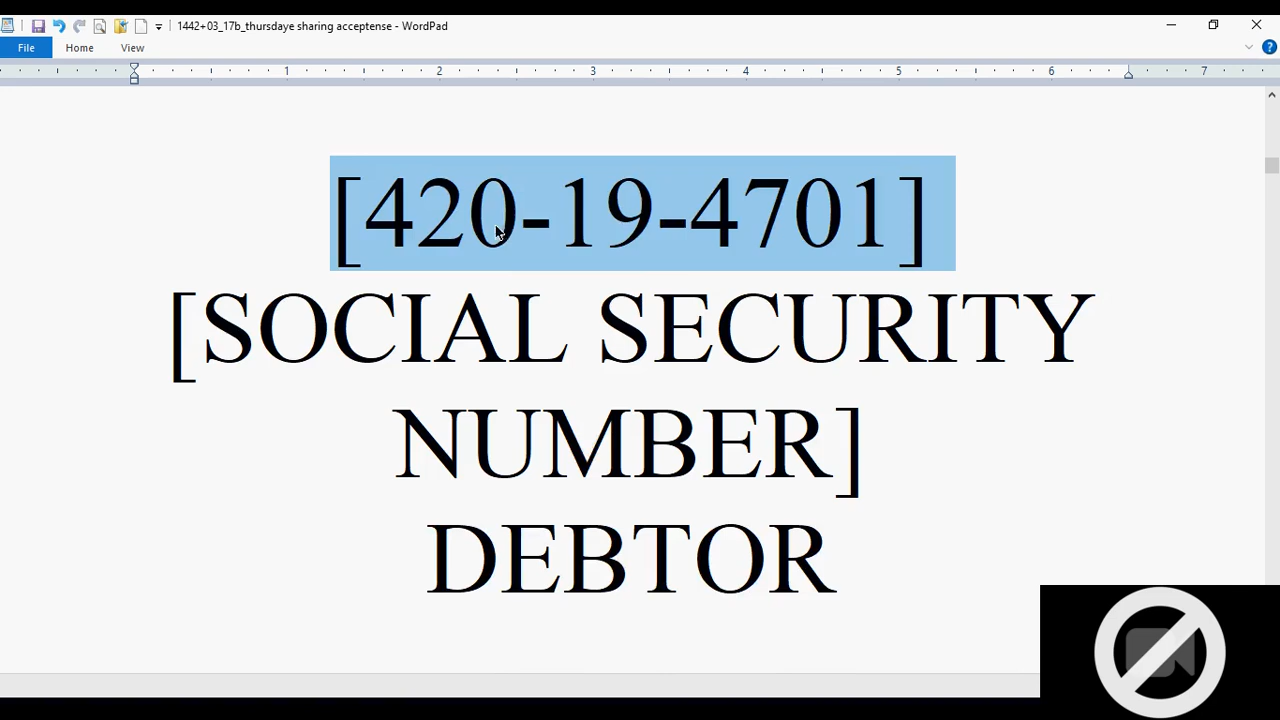 1442+03_17b_thursdaye sharing acceptense - WordPad
File Home View
1 2 3 4 5 6 7
[420-19-4701]
[SOCIAL SECURITY
NUMBER]
DEBTOR